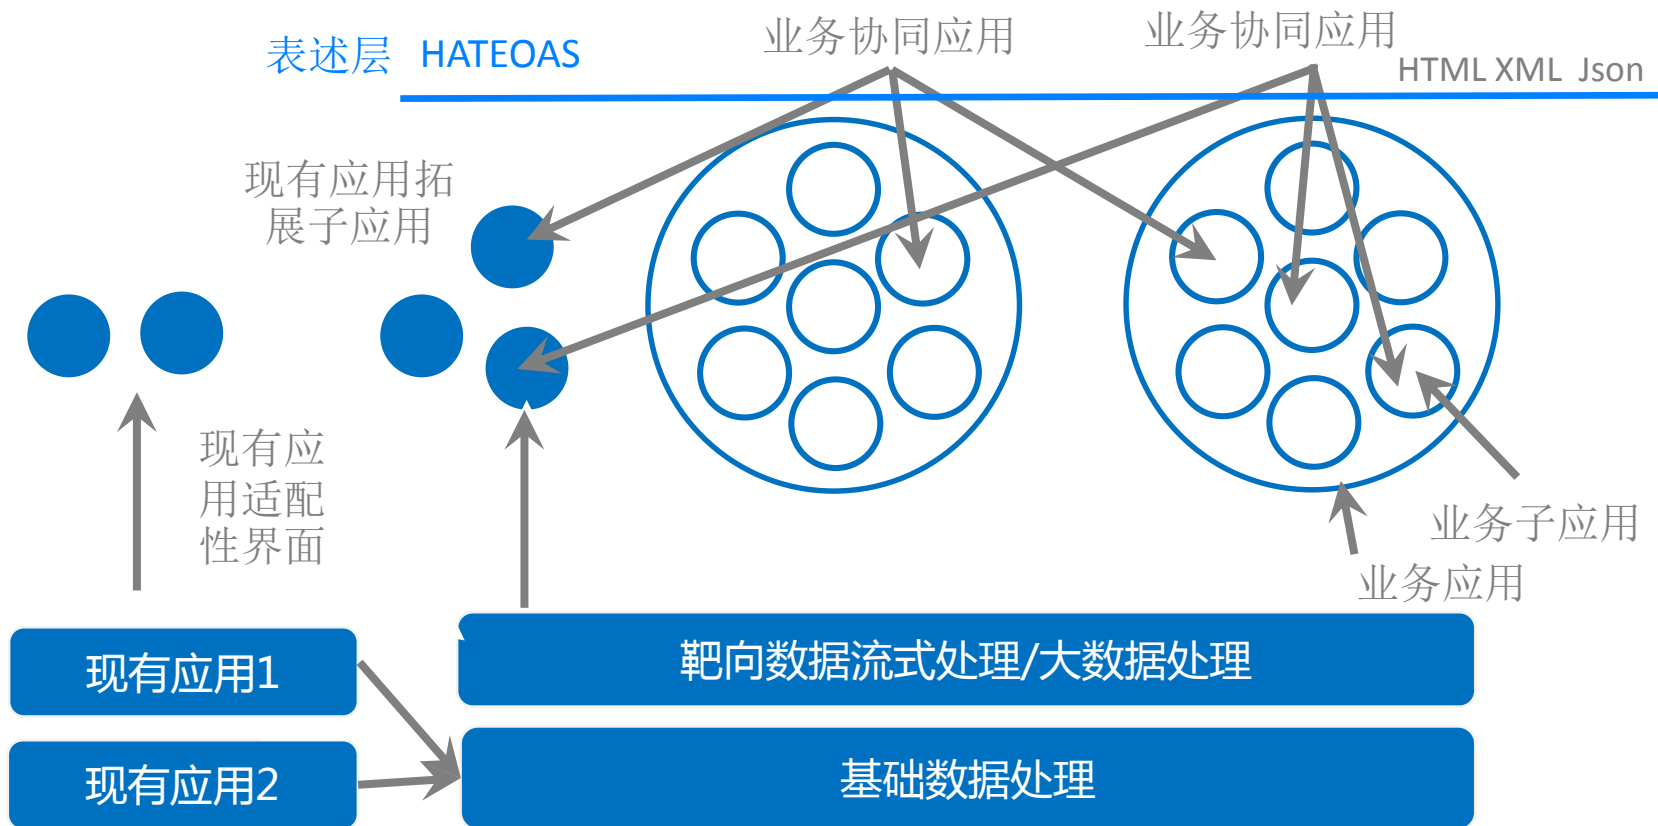 表述层 HATEOAS
业务协同应用
业务协同应用
HTML XML Json
现有应用拓
展子应用
现有应
用适配
性界面
业务子应用
业务应用
现有应用1
靶向数据流式处理/大数据处理
现有应用2
基础数据处理